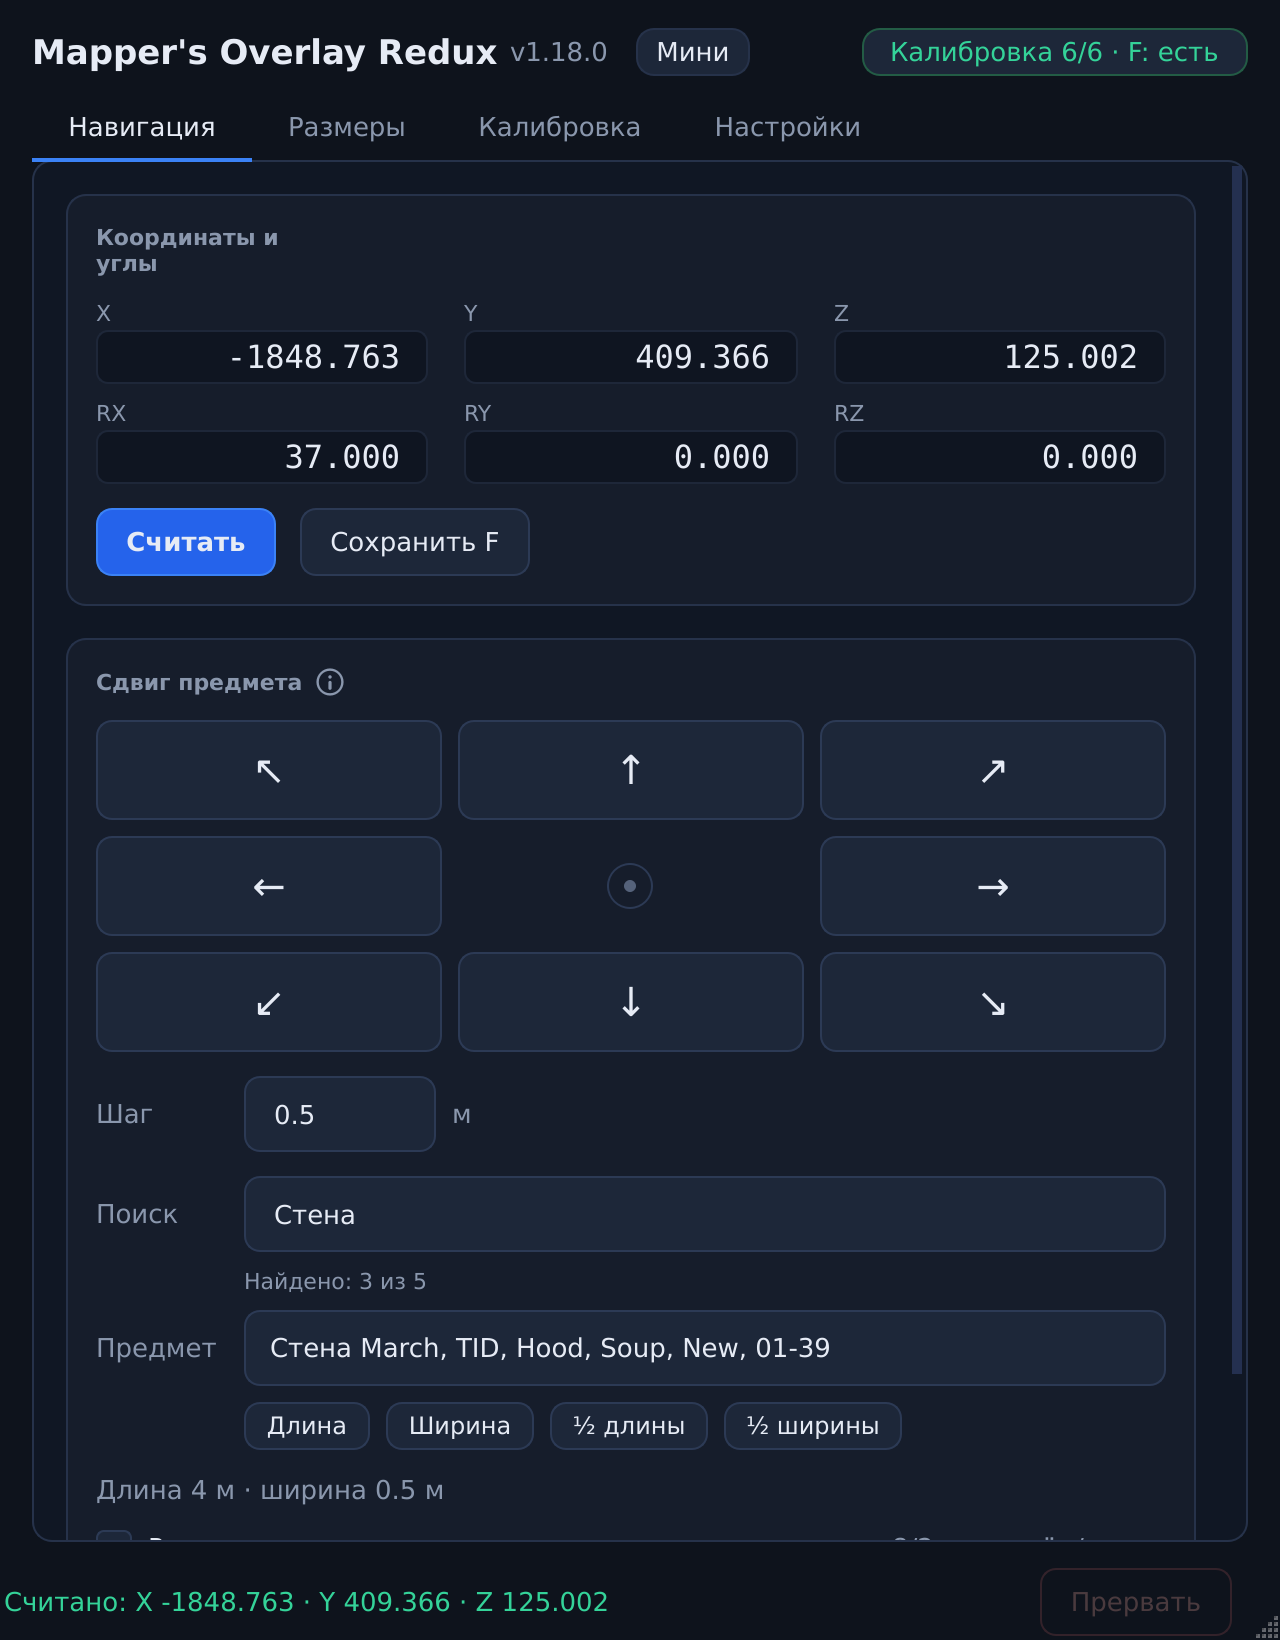 Mapper's Overlay Redux v1.18.0 Мини Калибровка 6/6 · F: есть
Навигация Размеры Калибровка Настройки
Координаты и
углы
X Y Z
-1848.763 409.366 125.002
RX RY RZ
37.000 0.000 0.000
Считать Сохранить F
Сдвиг предмета
↖ ↑ ↗
← →
↙ ↓ ↘
Шаг 0.5 м
Поиск Стена
Найдено: 3 из 5
Предмет Стена March, TID, Hood, Soup, New, 01-39
Длина Ширина ½ длины ½ ширины
Длина 4 м · ширина 0.5 м
Считано: X -1848.763 · Y 409.366 · Z 125.002 Прервать